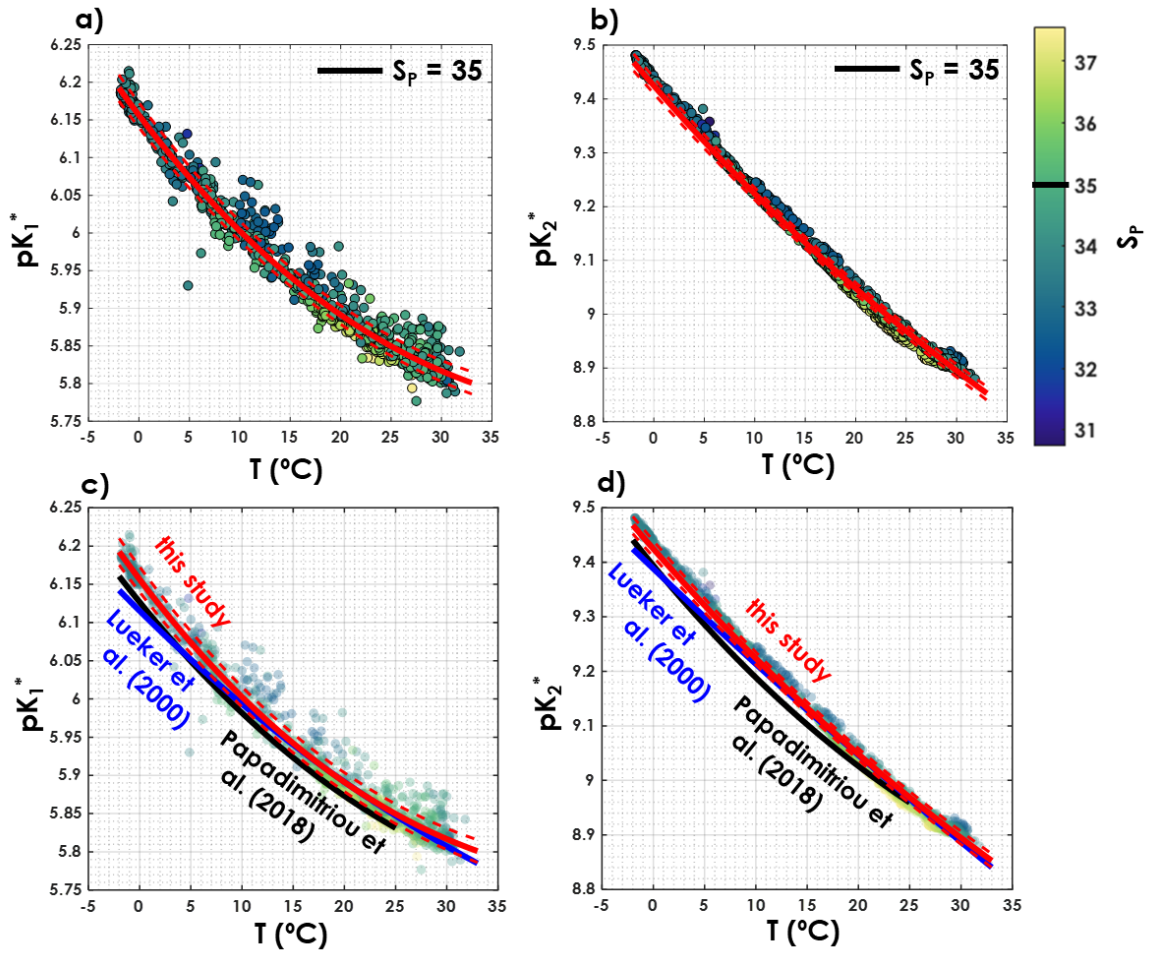 a)
6.25
6.2
6.15
6.1
6.05
6
5.95
5.9
5.85
5.8
5.75
pK1*
S_P = 35
-5 0 5 10 15 20 25 30 35
T (ºC)
b)
9.5
9.4
9.3
9.2
9.1
9
8.9
8.8
pK2*
S_P = 35
-5 0 5 10 15 20 25 30 35
T (ºC)
37
36
35
34
33
32
31
S_P
c)
6.25
6.2
6.15
6.1
6.05
6
5.95
5.9
5.85
5.8
5.75
pK1*
this study
Lueker et
al. (2000)
Papadimitriou et
al. (2018)
-5 0 5 10 15 20 25 30 35
T (ºC)
d)
9.5
9.4
9.3
9.2
9.1
9
8.9
8.8
pK2*
this study
Lueker et
al. (2000)
Papadimitriou et
al. (2018)
-5 0 5 10 15 20 25 30 35
T (ºC)